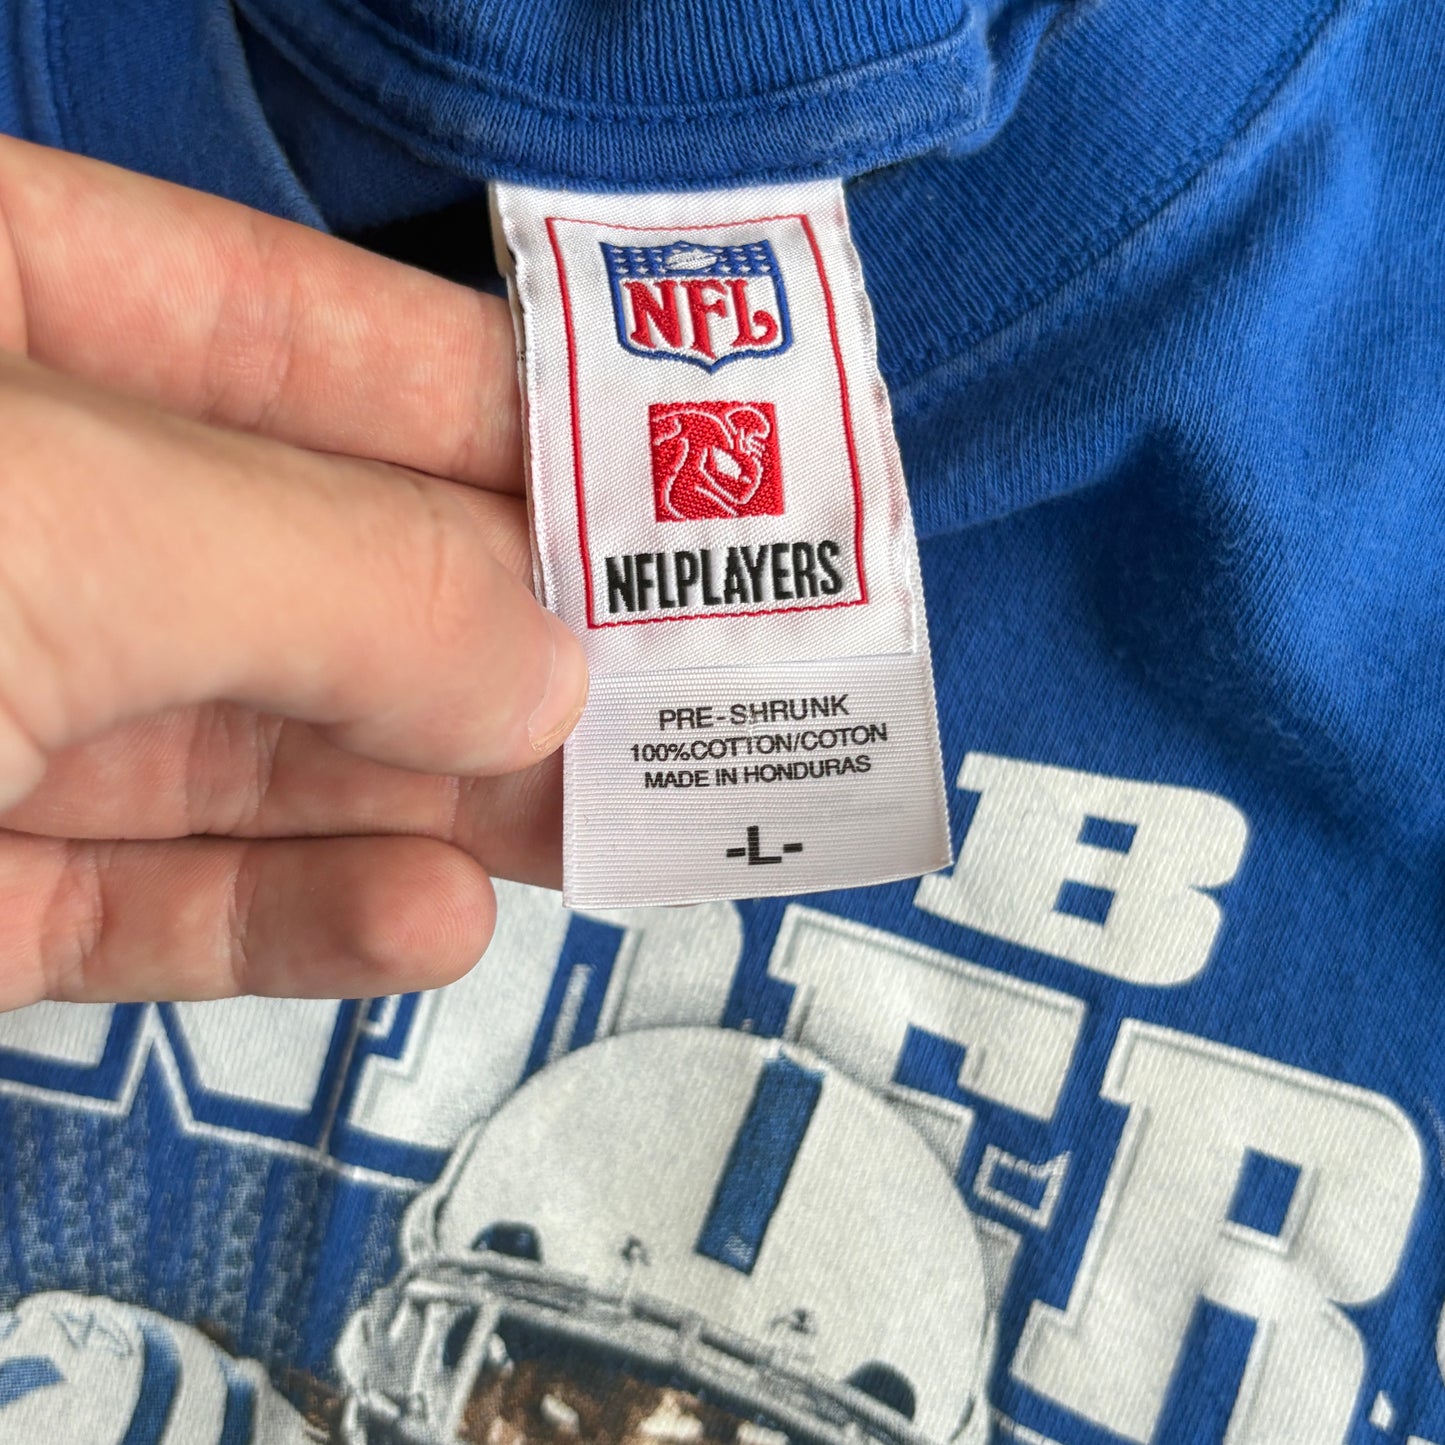 NFL
NFLPLAYERS
PRE-SHRUNK
100%COTTON/COTON
MADE IN HONDURAS
-L-
B